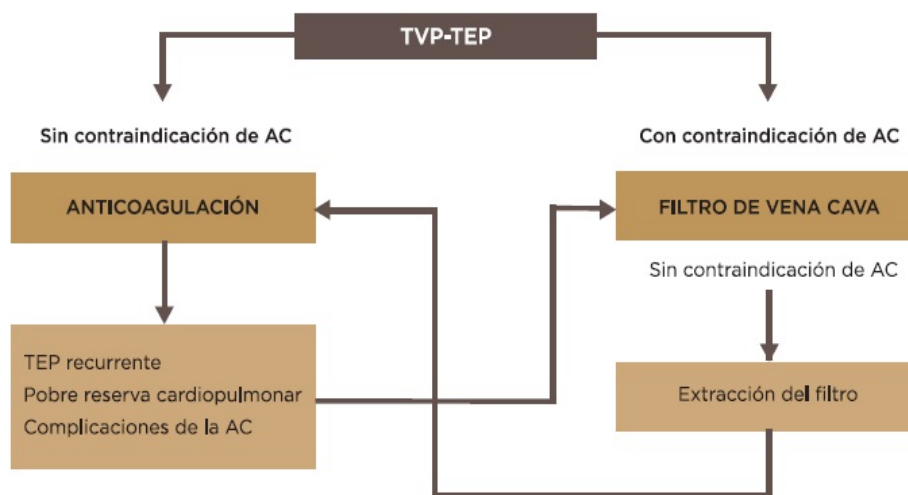 TVP-TEP
Sin contraindicación de AC
Con contraindicación de AC
ANTICOAGULACIÓN
FILTRO DE VENA CAVA
Sin contraindicación de AC
TEP recurrente
Pobre reserva cardiopulmonar
Complicaciones de la AC
Extracción del filtro